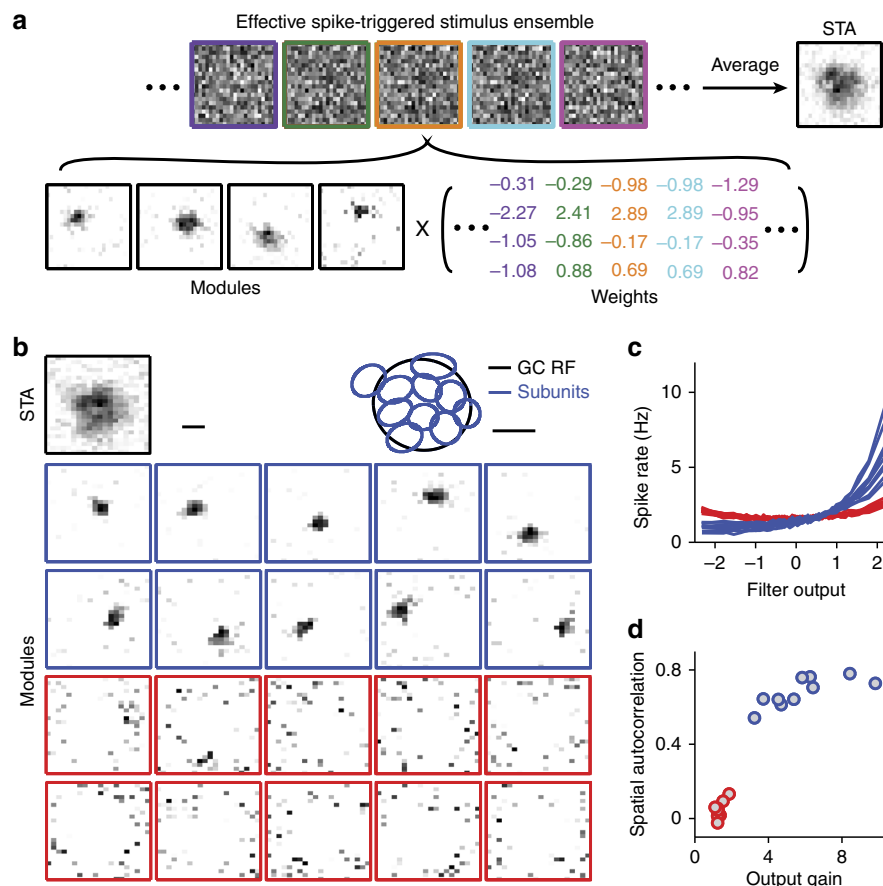 a
Effective spike-triggered stimulus ensemble
STA
Average
−0.31 −0.29 −0.98 −0.98 −1.29
−2.27 2.41 2.89 2.89 −0.95
X
−1.05 −0.86 −0.17 −0.17 −0.35
−1.08 0.88 0.69 0.69 0.82
Modules
Weights
b
STA
GC RF
Subunits
Modules
c
Spike rate (Hz)
10
5
0
−2 −1 0 1 2
Filter output
d
Spatial autocorrelation
0.8
0.4
0
0 4 8
Output gain